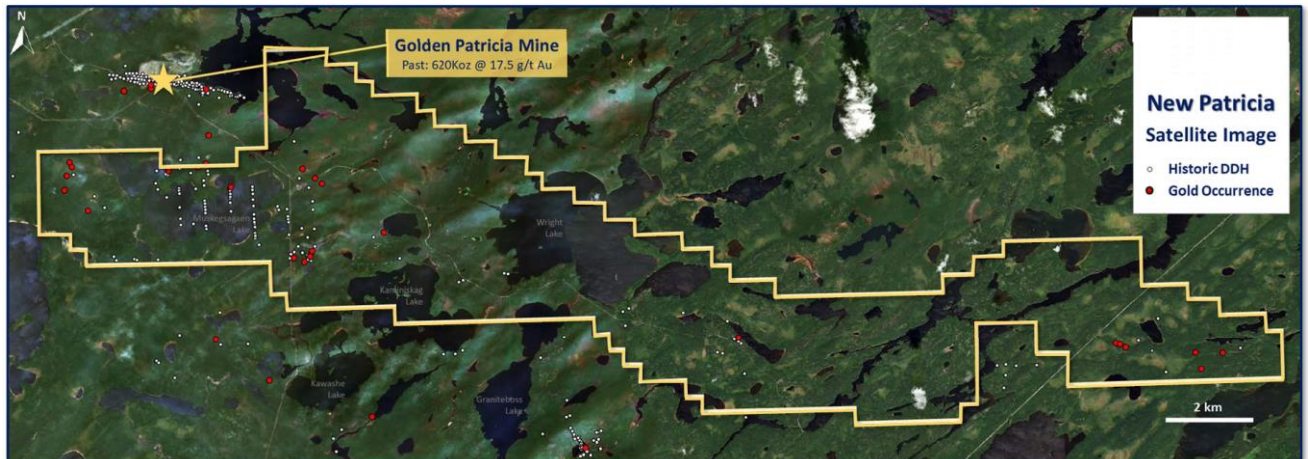 N
Golden Patricia Mine
Past: 620Koz @ 17.5 g/t Au
New Patricia
Satellite Image
Historic DDH
Gold Occurrence
Muskegsagagen
Lake
Wright
Lake
Kaminiskag
Lake
Kawashe
Lake
Graniteboss
Lake
2 km